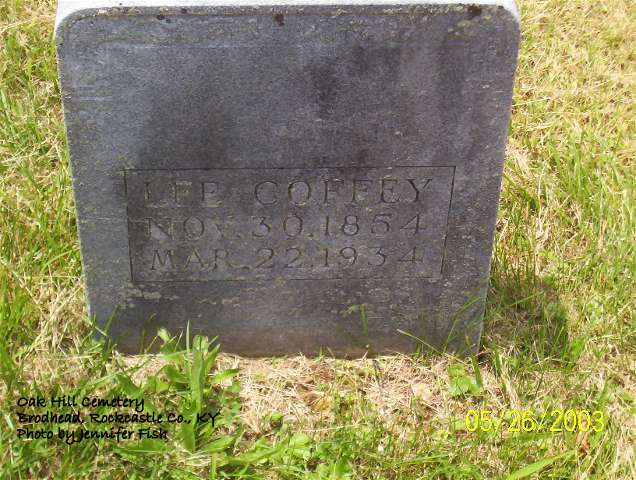 LEE COFFEY
NOV. 30. 1854
MAR. 22. 1934
Oak Hill Cemetery
Brodhead, Rockcastle Co., KY
Photo by Jennifer Fish
05/26/2003